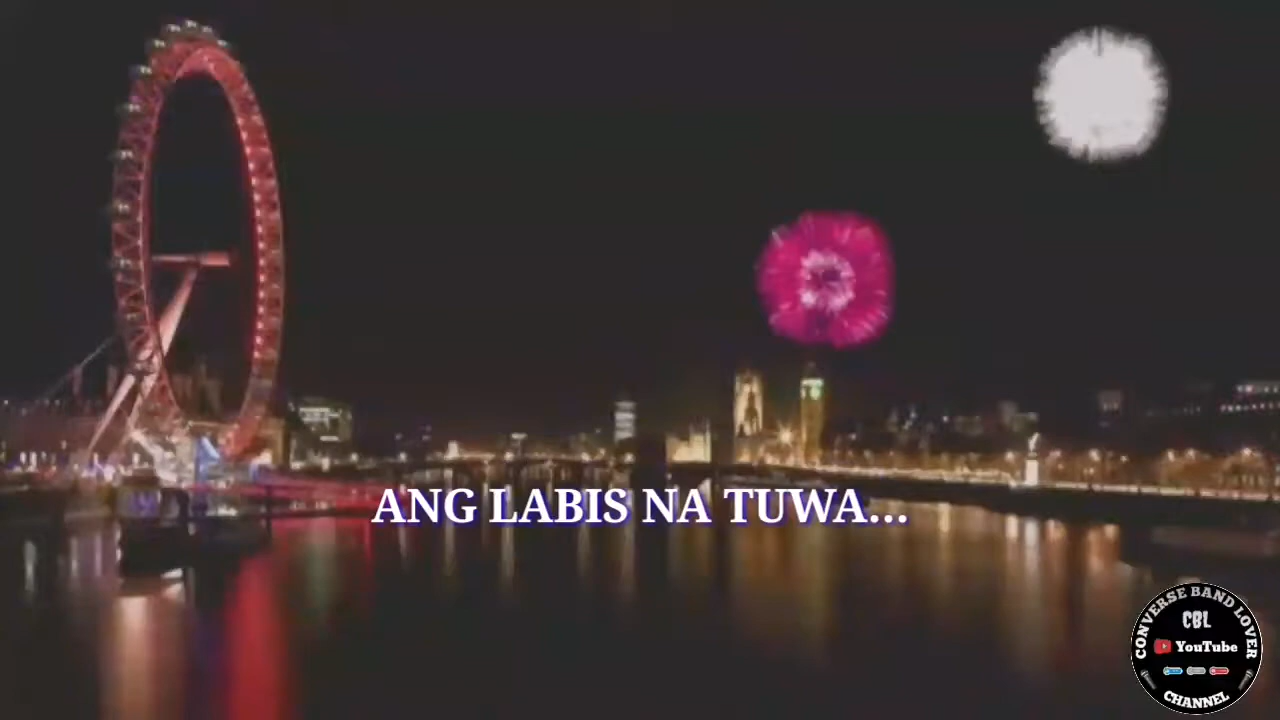 ANG LABIS NA TUWA...
CONVERSE BAND LOVER
CBL
YouTube
CHANNEL